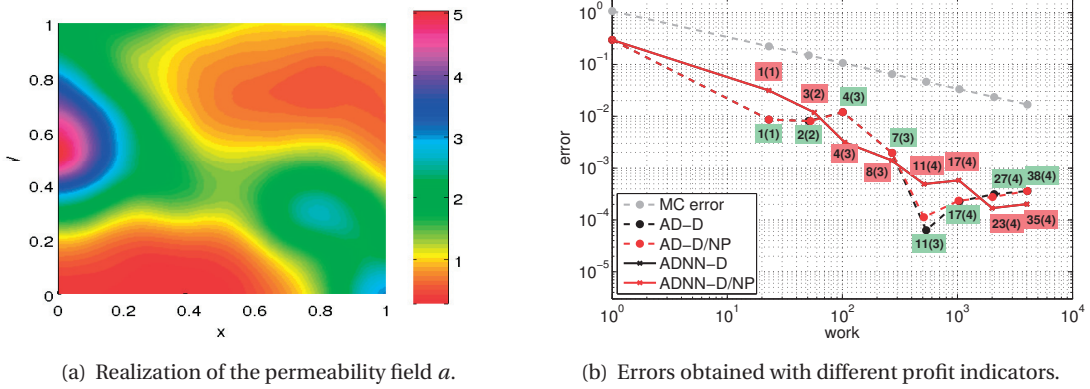 1
0.8
0.6
0.4
0.2
0
0 0.2 0.4 0.6 0.8 1
x
5
4
3
2
1
10^0
10^-1
10^-2
10^-3
10^-4
10^-5
error
1(1)
3(2)
4(3)
1(1)
2(2)
7(3)
4(3)
8(3)
11(4)
17(4)
27(4)
38(4)
17(4)
11(3)
23(4)
35(4)
MC error
AD-D
AD-D/NP
ADNN-D
ADNN-D/NP
10^0 10^1 10^2 10^3 10^4
work
(a) Realization of the permeability field a.
(b) Errors obtained with different profit indicators.